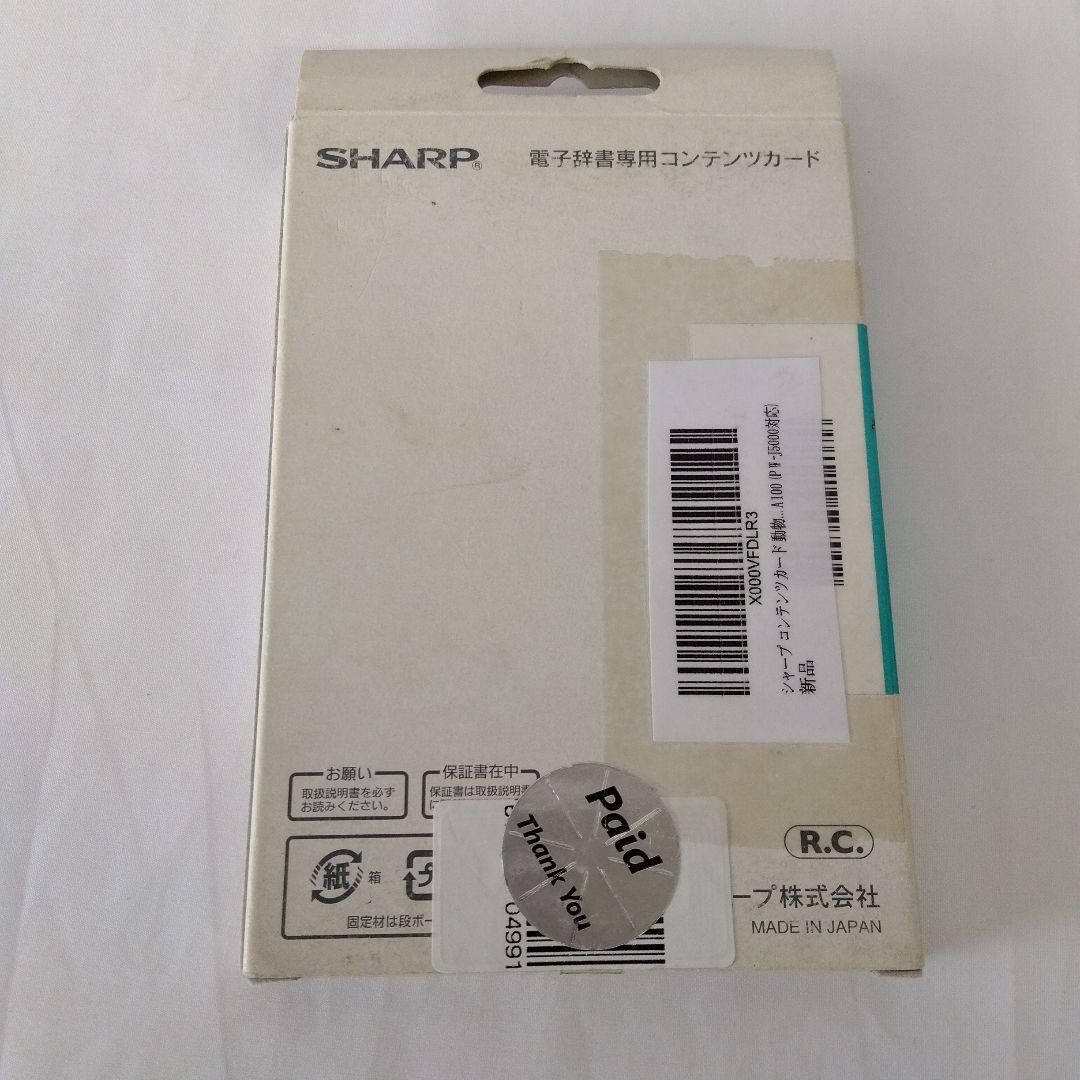 SHARP®
電子辞書専用コンテンツカード
X000VFDLR3
シャープ コンテンツカード 動物...A100 (PW-J5000対応)
新品
お願い
取扱説明書を必ず
お読みください。
保証書在中
保証書は取扱説明書
紙
箱
固定材は段ボー
Paid
Thank You
04991
R.C.
ープ株式会社
MADE IN JAPAN